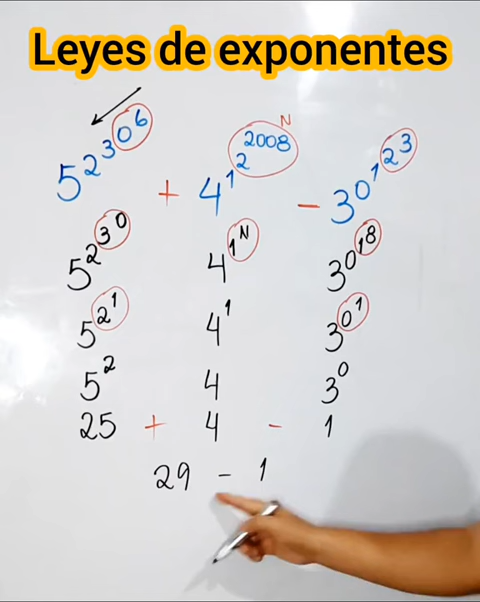 Leyes de exponentes
5^2^3^0^6 + 4^1^2^2008 N - 3^0^1^2^3
5^2^3^0 4^1^N 3^0^1^8
5^2^1 4^1 3^0^1
5^2 4 3^0
25 + 4 - 1
29 - 1